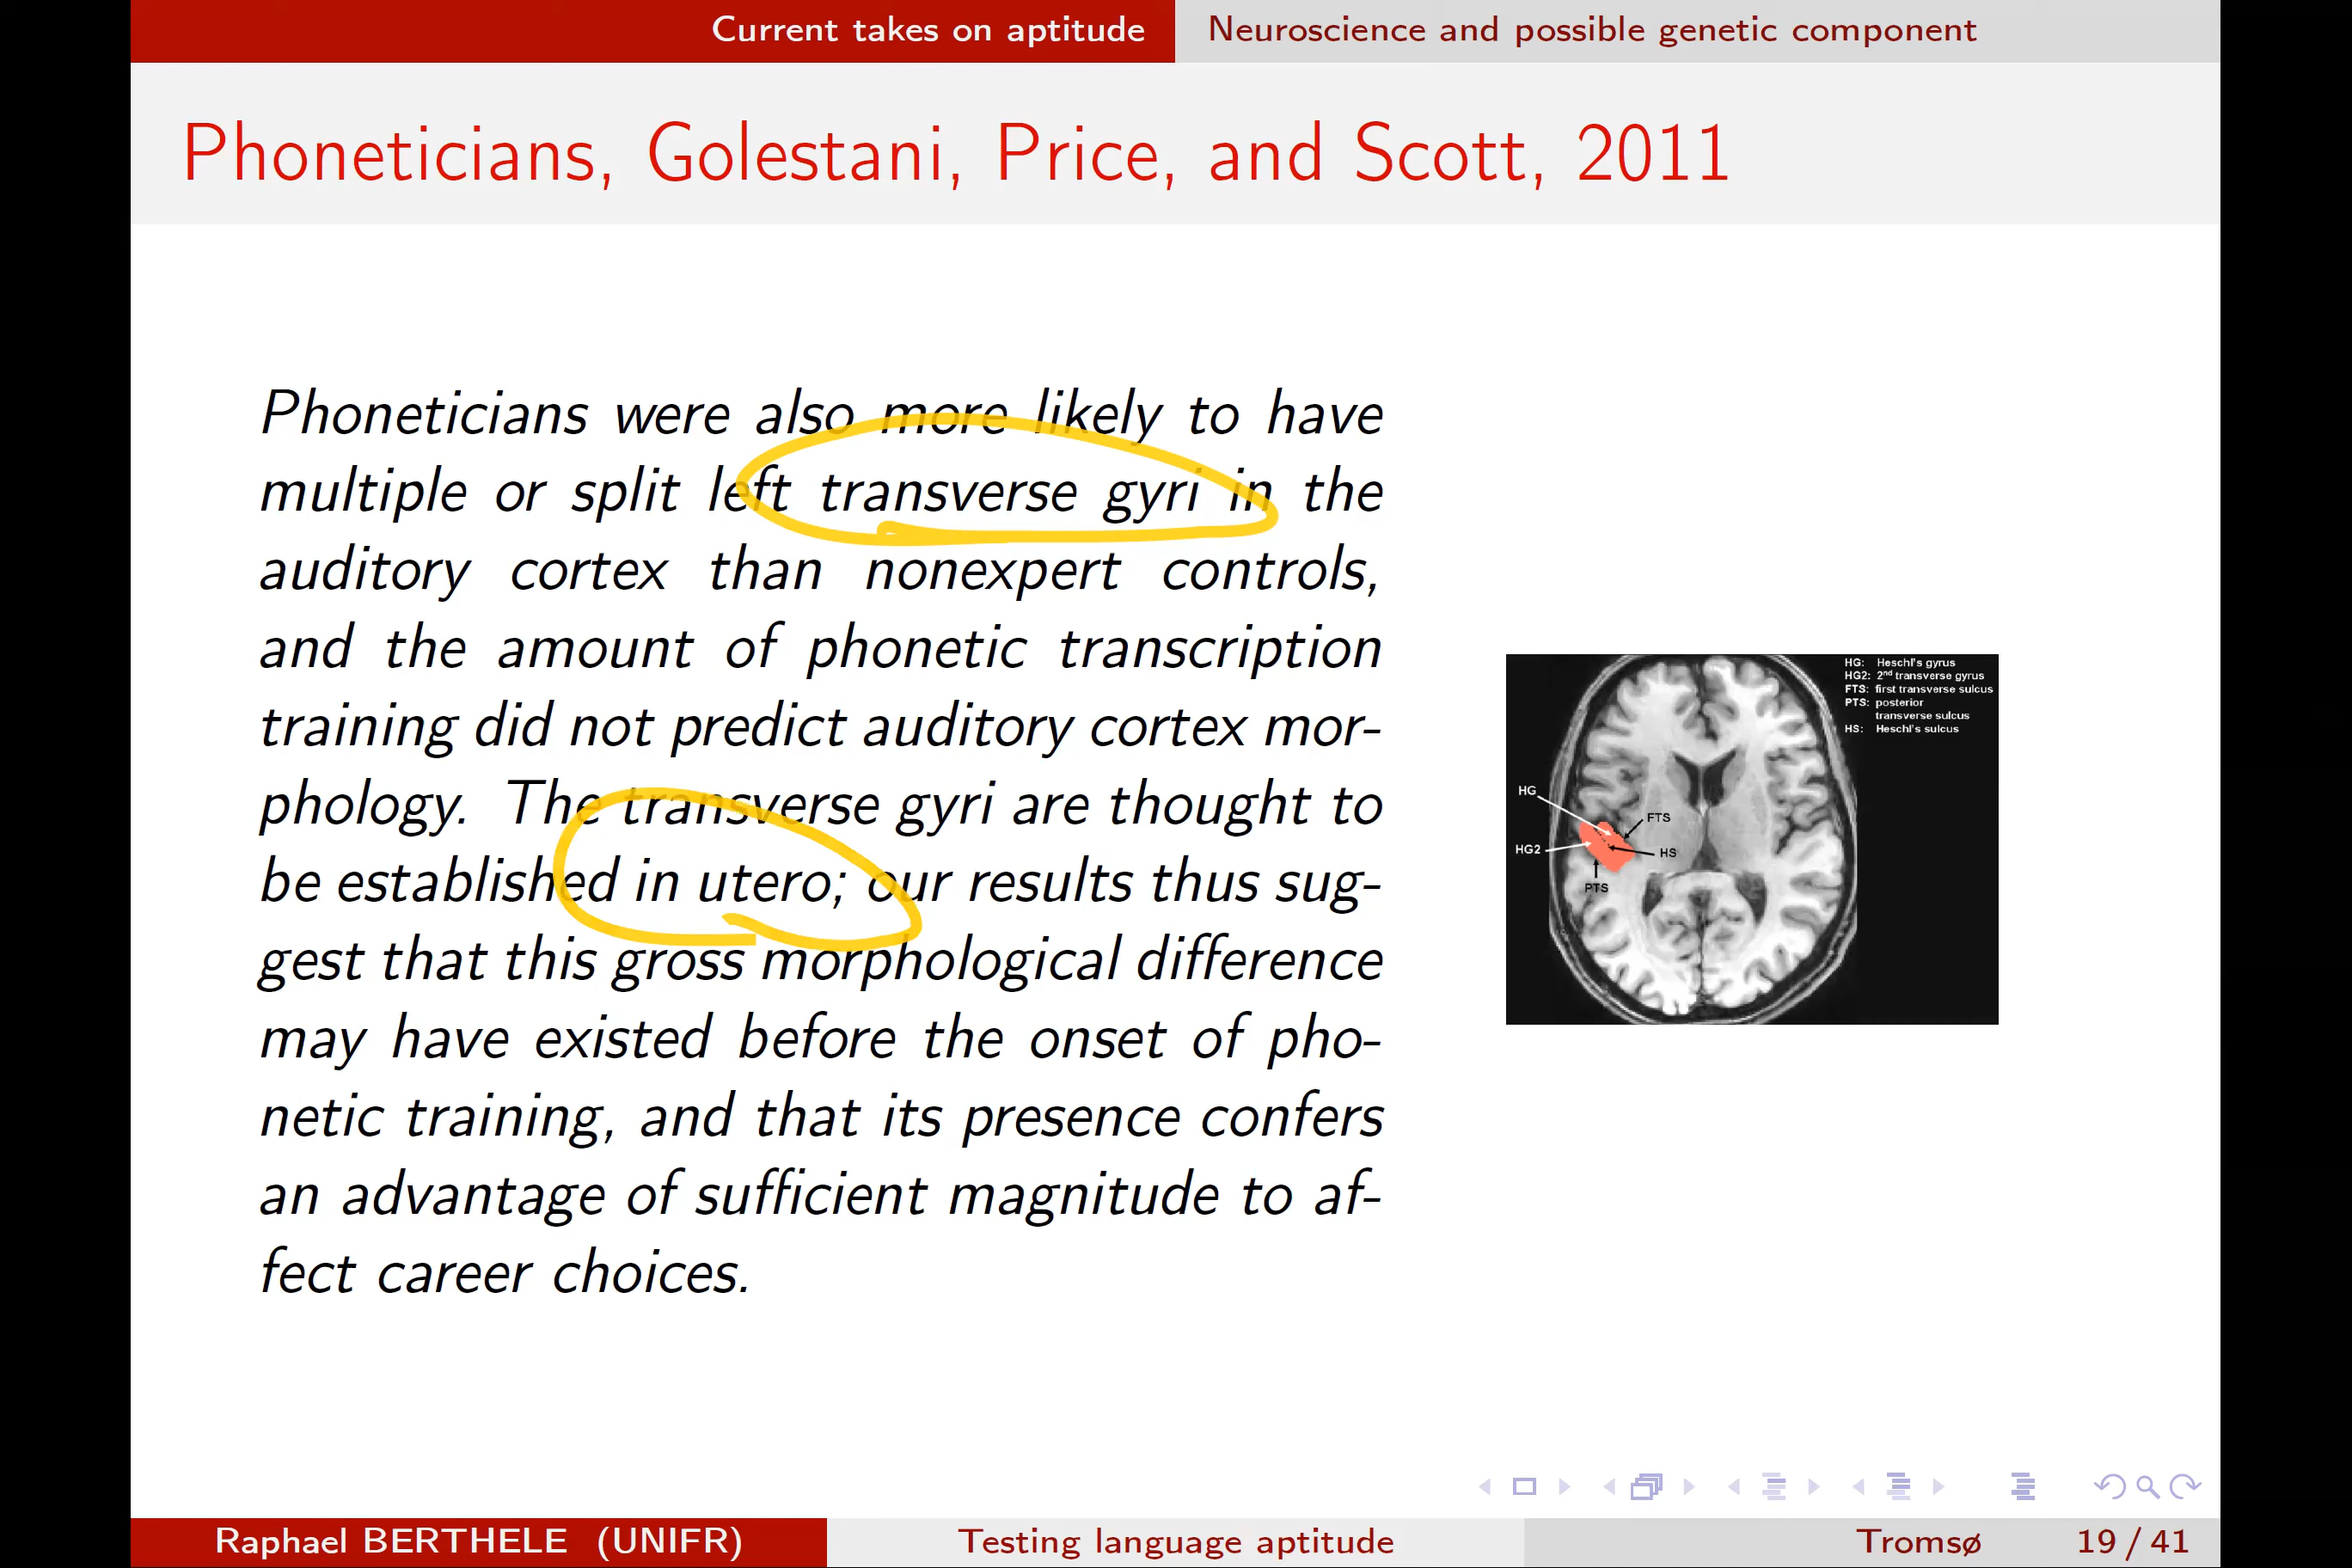 Current takes on aptitude
Neuroscience and possible genetic component
Phoneticians, Golestani, Price, and Scott, 2011
Phoneticians were also more likely to have
multiple or split left transverse gyri in the
auditory cortex than nonexpert controls,
and the amount of phonetic transcription
training did not predict auditory cortex mor-
phology. The transverse gyri are thought to
be established in utero; our results thus sug-
gest that this gross morphological difference
may have existed before the onset of pho-
netic training, and that its presence confers
an advantage of sufficient magnitude to af-
fect career choices.
HG: Heschl's gyrus
HG2: 2nd transverse gyrus
FTS: first transverse sulcus
PTS: posterior
transverse sulcus
HS: Heschl's sulcus
HG
FTS
HG2
HS
PTS
Raphael BERTHELE (UNIFR)
Testing language aptitude
Tromsø
19 / 41